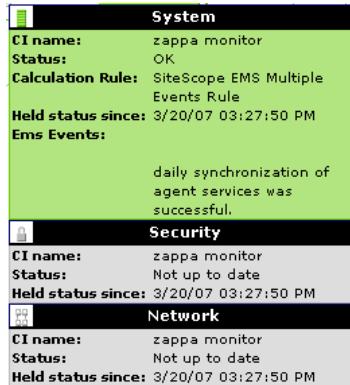 System
CI name: zappa monitor
Status: OK
Calculation Rule: SiteScope EMS Multiple
Events Rule
Held status since: 3/20/07 03:27:50 PM
Ems Events:
daily synchronization of
agent services was
successful.
Security
CI name: zappa monitor
Status: Not up to date
Held status since: 3/20/07 03:27:50 PM
Network
CI name: zappa monitor
Status: Not up to date
Held status since: 3/20/07 03:27:50 PM